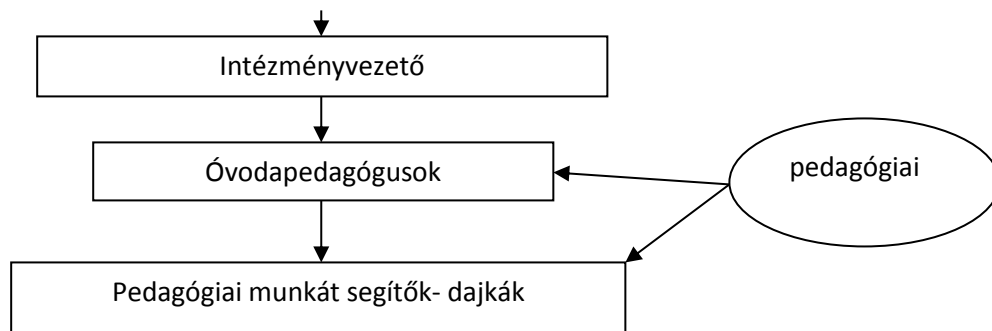 Intézményvezető
Óvodapedagógusok
pedagógiai
Pedagógiai munkát segítők- dajkák